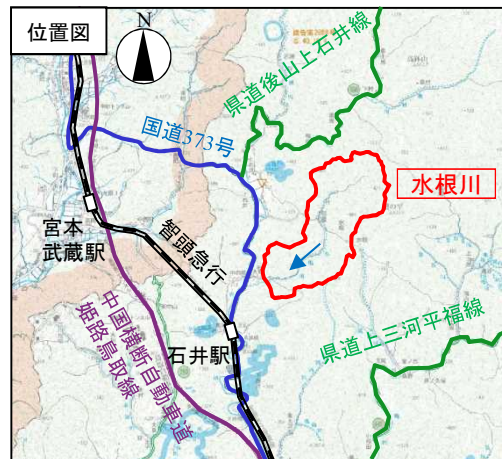 位置図
N
県道後山上石井線
国道373号
水根川
宮本
武蔵駅
智頭急行
県道上三河平福線
石井駅
中国横断自動車道
姫路鳥取線